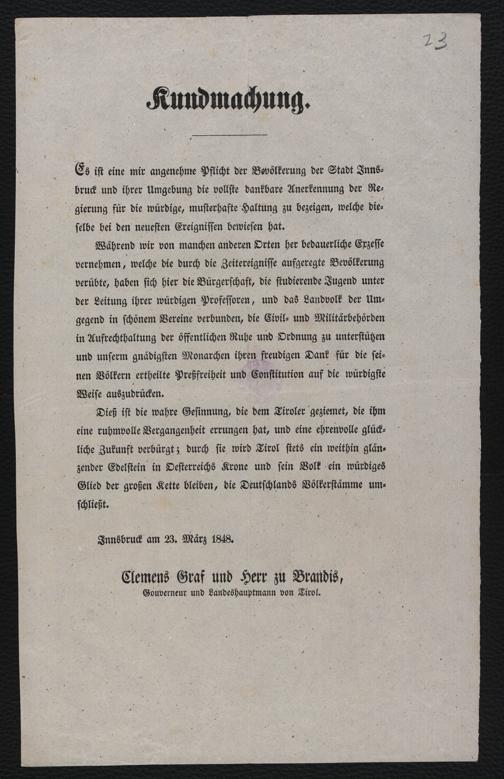 23
Kundmachung.
Es ist eine mir angenehme Pflicht der Bevölkerung der Stadt Inns-
bruck und ihrer Umgebung die vollste dankbare Anerkennung der Re-
gierung für die würdige, musterhafte Haltung zu bezeigen, welche die-
selbe bei den neuesten Ereignissen bewiesen hat.
Während wir von manchen anderen Orten her bedauerliche Exzesse
vernehmen, welche die durch die Zeitereignisse aufgeregte Bevölkerung
verübte, haben sich hier die Bürgerschaft, die studierende Jugend unter
der Leitung ihrer würdigen Professoren, und das Landvolk der Um-
gegend in schönem Vereine verbunden, die Civil- und Militärbehörden
in Aufrechthaltung der öffentlichen Ruhe und Ordnung zu unterstützen
und unserm gnädigsten Monarchen ihren freudigen Dank für die sei-
nen Völkern ertheilte Preßfreiheit und Constitution auf die würdigste
Weise auszudrücken.
Dieß ist die wahre Gesinnung, die dem Tiroler geziemet, die ihm
eine ruhmvolle Vergangenheit errungen hat, und eine ehrenvolle glück-
liche Zukunft verbürgt; durch sie wird Tirol stets ein weithin glän-
zender Edelstein in Oesterreichs Krone und sein Volk ein würdiges
Glied der großen Kette bleiben, die Deutschlands Völkerstämme um-
schließt.
Innsbruck am 23. März 1848.
Clemens Graf und Herr zu Brandis,
Gouverneur und Landeshauptmann von Tirol.